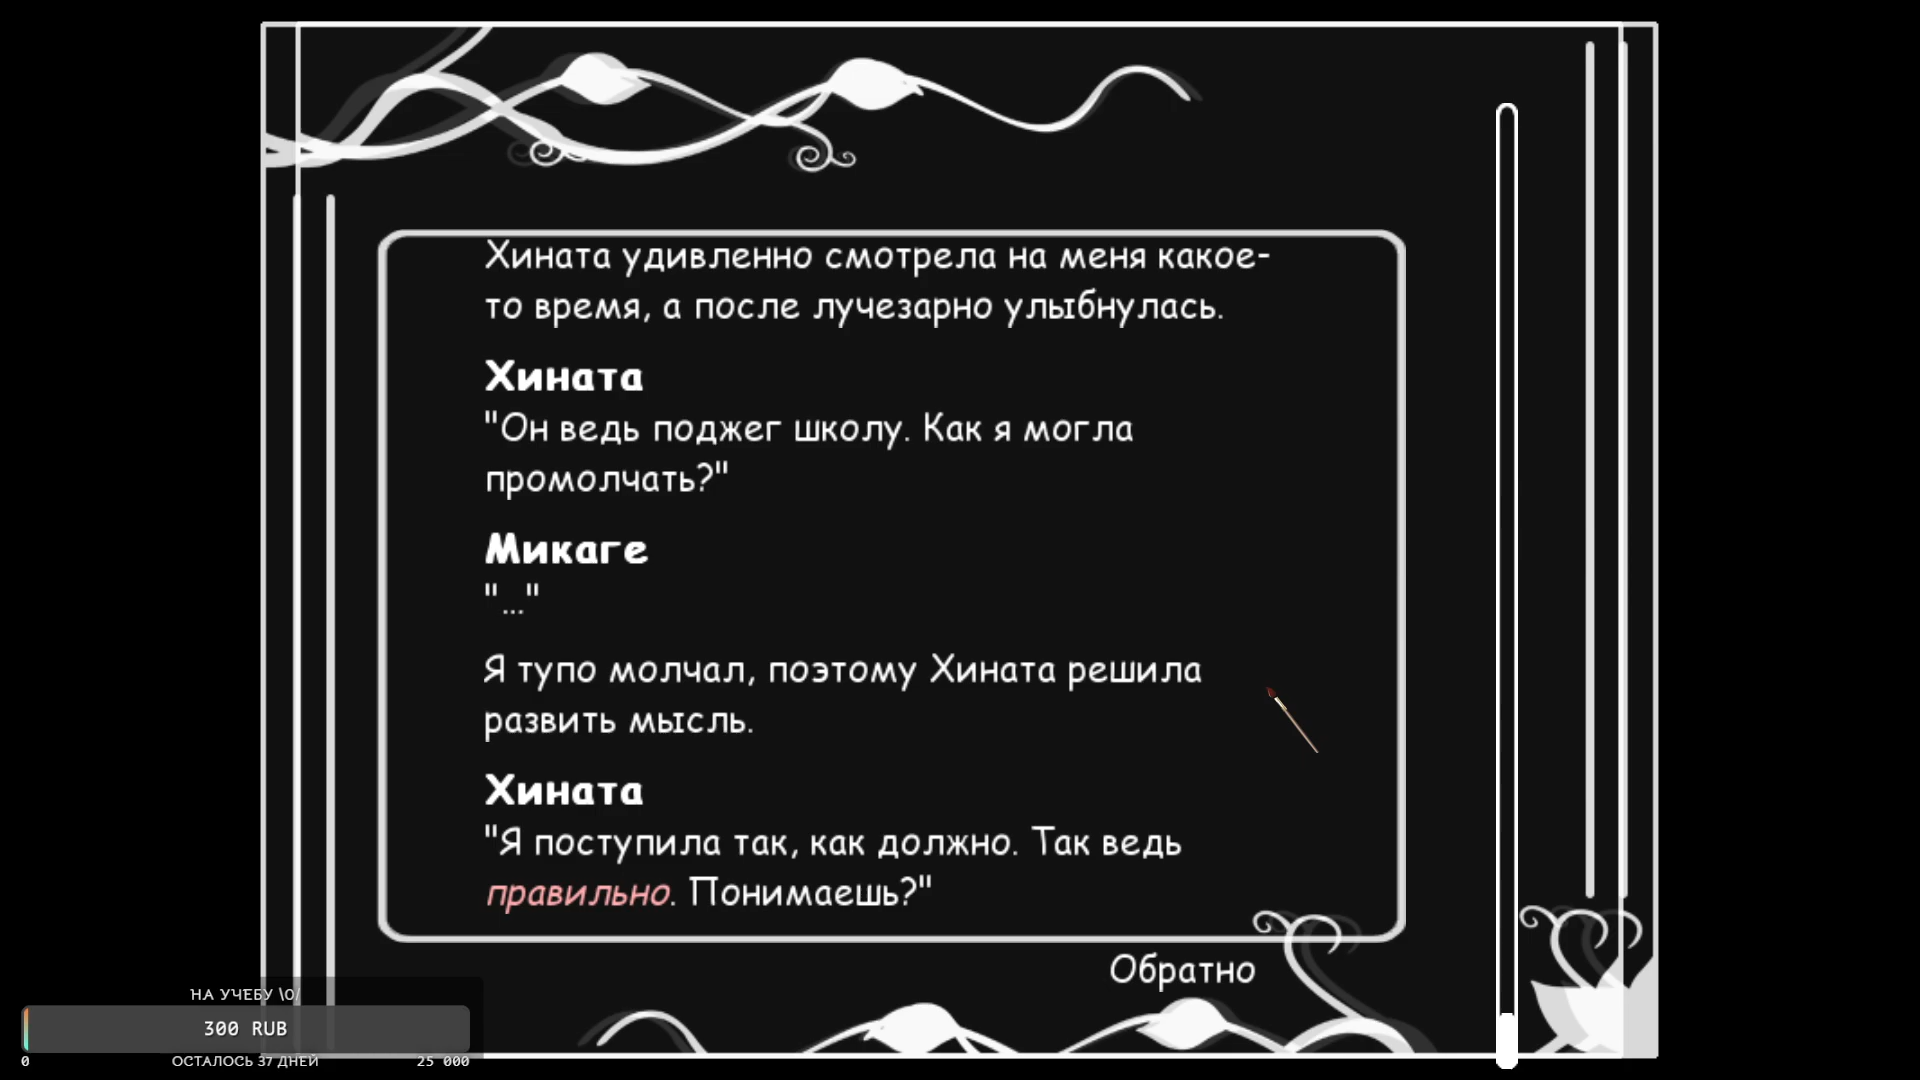 Хината удивленно смотрела на меня какое-
то время, а после лучезарно улыбнулась.
Хината
"Он ведь поджег школу. Как я могла
промолчать?"
Микаге
"..."
Я тупо молчал, поэтому Хината решила
развить мысль.
Хината
"Я поступила так, как должно. Так ведь
правильно. Понимаешь?"
Обратно
НА УЧЕБУ \О/
300 RUB
0 ОСТАЛОСЬ 37 ДНЕЙ 25 000